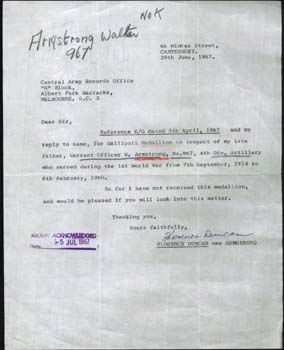 NOK
Armstrong Walter
967
66 Minter Street,
CANTERBURY.
28th June, 1967.
Central Army Records Office
"A" Block,
Albert Park Barracks,
MELBOURNE, S.C. 3
Dear Sir,
Reference K/G dated 3th April, 1967 and my
reply to same, for Gallipoli Medallion in respect of my late
father, Warrant Officer W. Armstrong, No.967, 4th Div. Artillery
who served during the 1st World War from 7th September, 1914 to
6th February, 1960.
So far I have not received this medallion,
and would be pleased if you will look into this matter.
Thanking you,
Yours faithfully,
ACKNOWLEDGED
-5 JUL 1967
Florence Duncan
FLORENCE DUNCAN nee ARMSTRONG